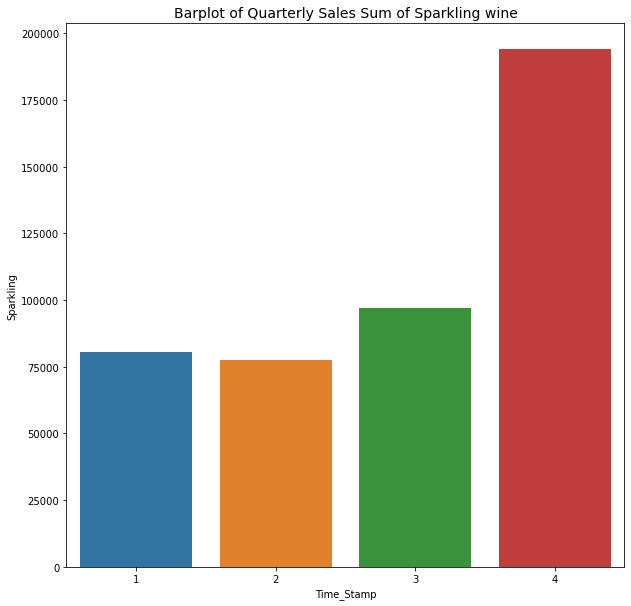 Barplot of Quarterly Sales Sum of Sparkling wine
200000
175000
150000
125000
100000
75000
50000
25000
0
Sparkling
1 2 3 4
Time_Stamp